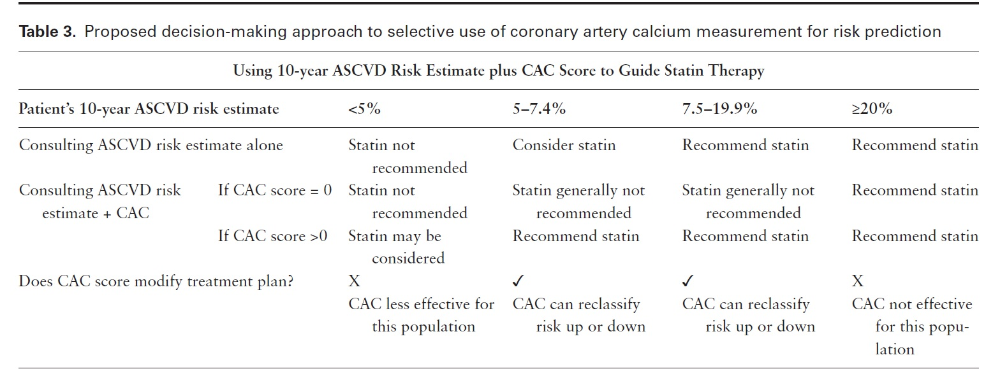 Table 3. Proposed decision-making approach to selective use of coronary artery calcium measurement for risk prediction
Using 10-year ASCVD Risk Estimate plus CAC Score to Guide Statin Therapy
Patient’s 10-year ASCVD risk estimate <5% 5–7.4% 7.5–19.9% ≥20%
Consulting ASCVD risk estimate alone Statin not Consider statin Recommend statin Recommend statin
recommended
Consulting ASCVD risk If CAC score = 0 Statin not Statin generally not Statin generally not Recommend statin
estimate + CAC recommended recommended recommended
If CAC score >0 Statin may be Recommend statin Recommend statin Recommend statin
considered
Does CAC score modify treatment plan? X ✓ ✓ X
CAC less effective for CAC can reclassify CAC can reclassify CAC not effective
this population risk up or down risk up or down for this popu-
lation